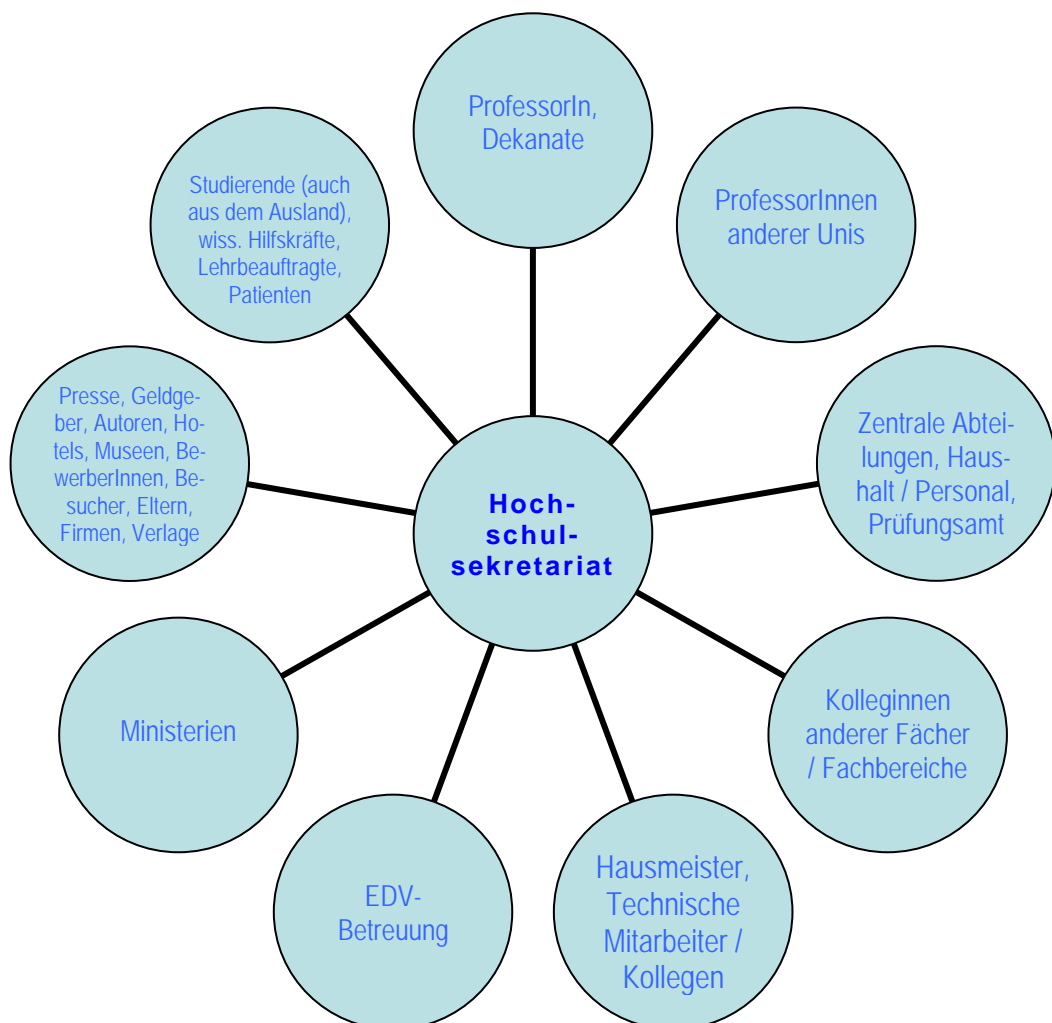 ProfessorIn,
Dekanate
ProfessorInnen
anderer Unis
Zentrale Abtei-
lungen, Haus-
halt / Personal,
Prüfungsamt
Kolleginnen
anderer Fächer
/ Fachbereiche
Hausmeister,
Technische
Mitarbeiter /
Kollegen
EDV-
Betreuung
Ministerien
Presse, Geldge-
ber, Autoren, Ho-
tels, Museen, Be-
werberInnen, Be-
sucher, Eltern,
Firmen, Verlage
Studierende (auch
aus dem Ausland),
wiss. Hilfskräfte,
Lehrbeauftragte,
Patienten
Hoch-
schul-
sekretariat